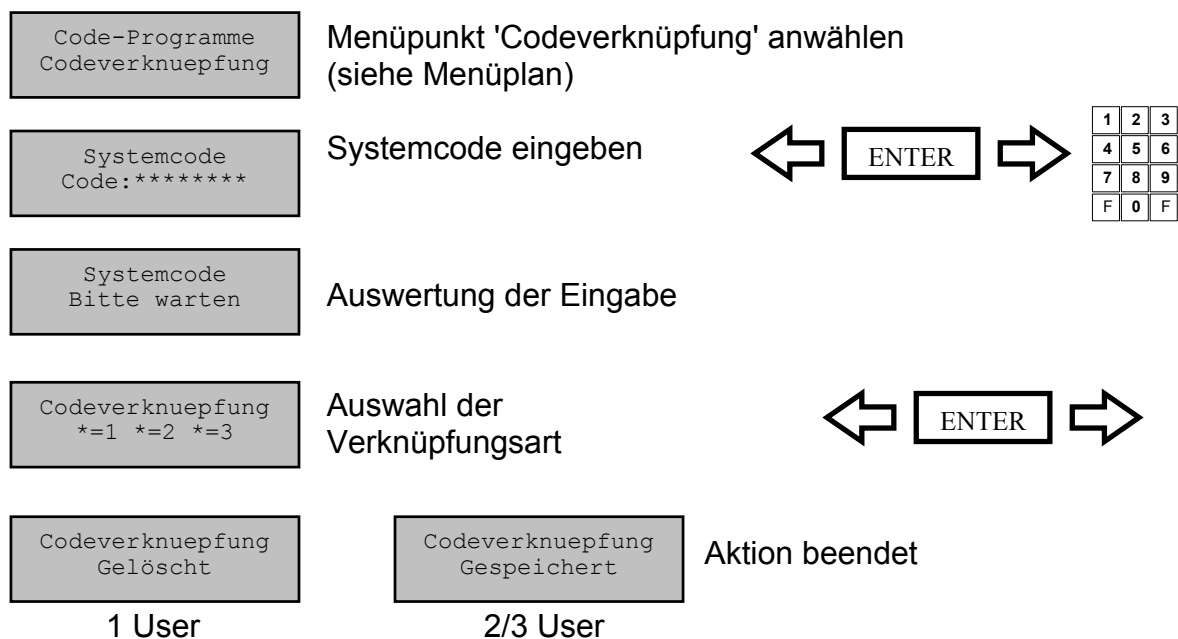 Code-Programme
Codeverknuepfung
Menüpunkt 'Codeverknüpfung' anwählen
(siehe Menüplan)
Systemcode
Code:********
Systemcode eingeben
ENTER
1 2 3
4 5 6
7 8 9
F 0 F
Systemcode
Bitte warten
Auswertung der Eingabe
Codeverknuepfung
*=1 *=2 *=3
Auswahl der
Verknüpfungsart
ENTER
Codeverknuepfung
Gelöscht
1 User
Codeverknuepfung
Gespeichert
2/3 User
Aktion beendet